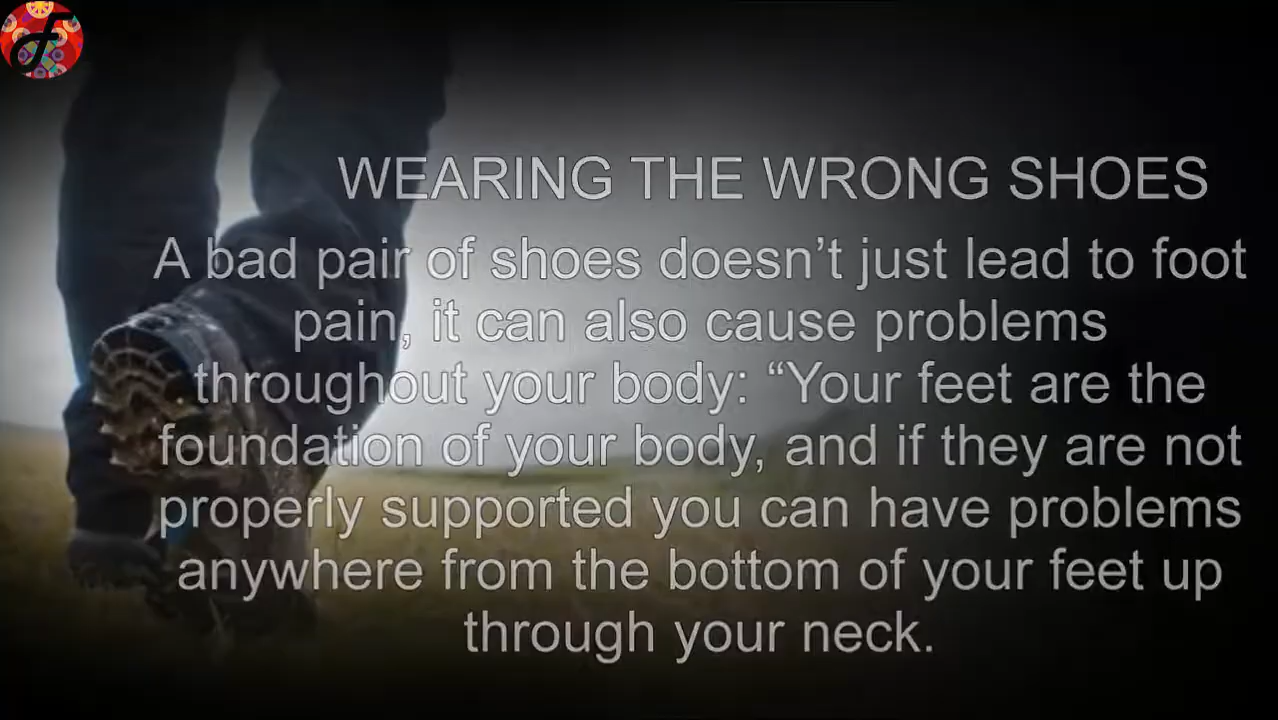 WEARING THE WRONG SHOES
A bad pair of shoes doesn’t just lead to foot
pain, it can also cause problems
throughout your body: “Your feet are the
foundation of your body, and if they are not
properly supported you can have problems
anywhere from the bottom of your feet up
through your neck.